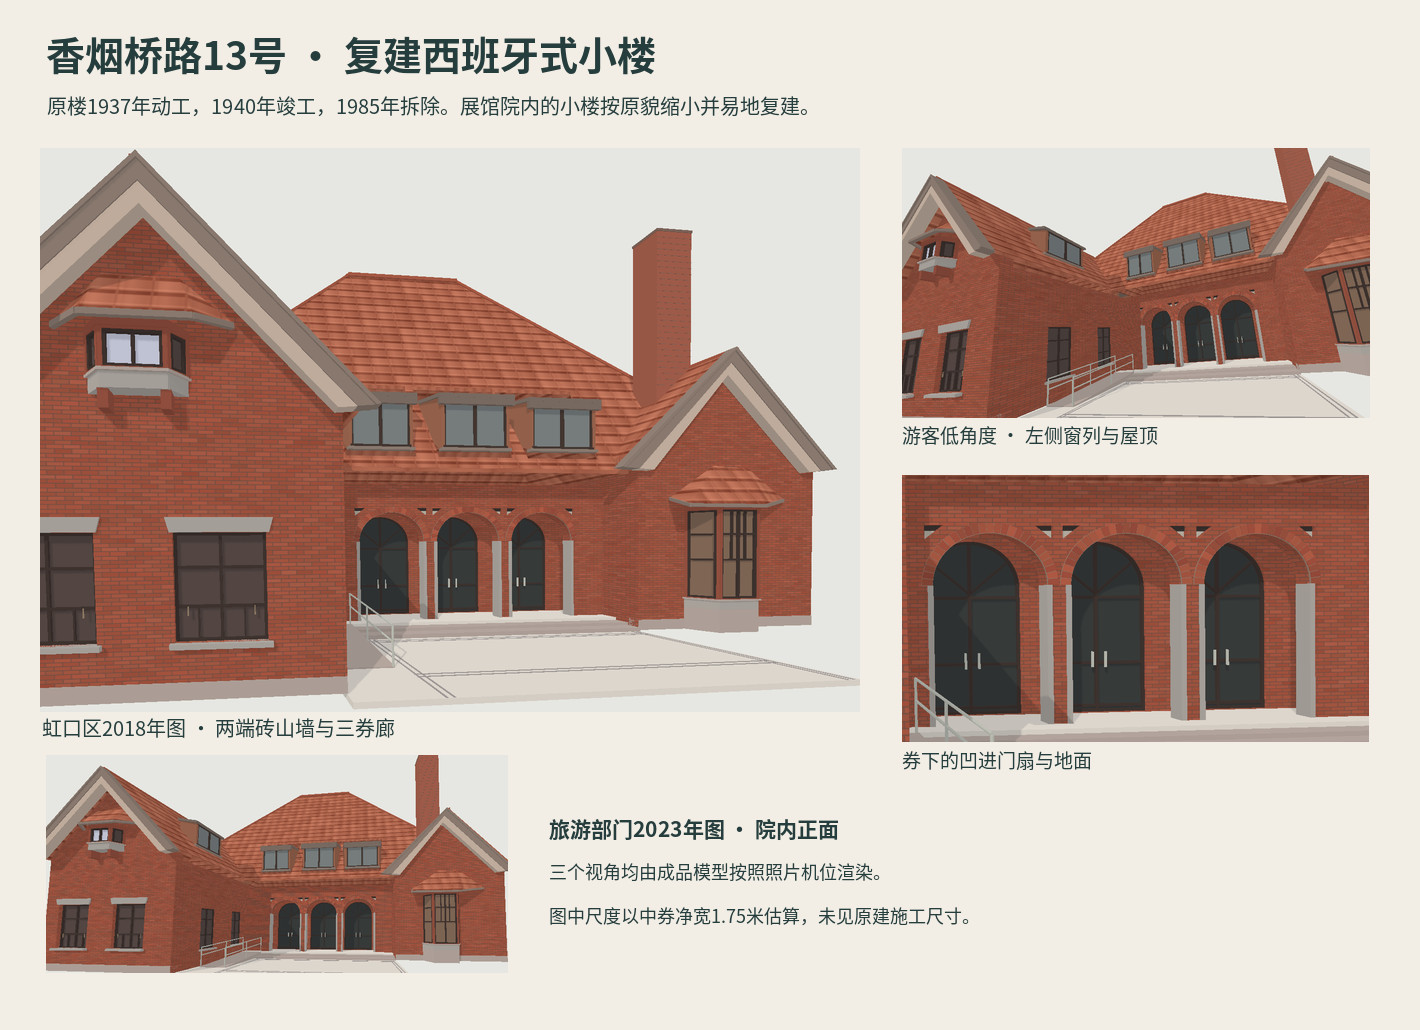 香烟桥路13号 · 复建西班牙式小楼
原楼1937年动工，1940年竣工，1985年拆除。展馆院内的小楼按原貌缩小并易地复建。
虹口区2018年图 · 两端砖山墙与三券廊
游客低角度 · 左侧窗列与屋顶
券下的凹进门扇与地面
旅游部门2023年图 · 院内正面
三个视角均由成品模型按照照片机位渲染。
图中尺度以中券净宽1.75米估算，未见原建施工尺寸。